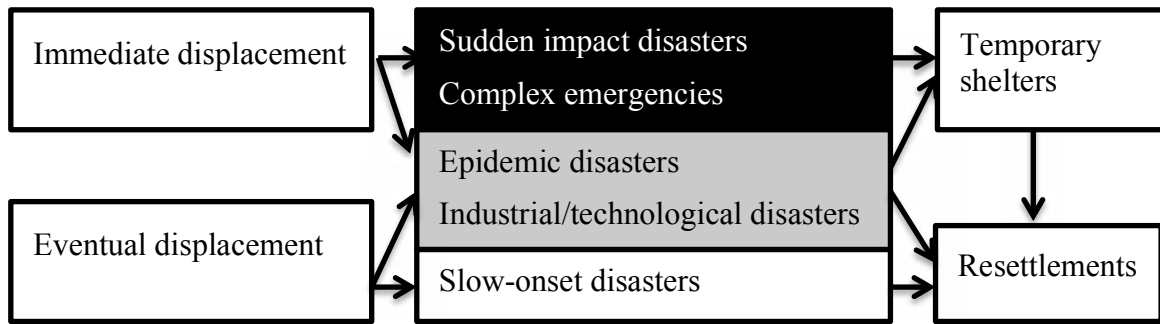 Immediate displacement
Eventual displacement
Sudden impact disasters
Complex emergencies
Epidemic disasters
Industrial/technological disasters
Slow-onset disasters
Temporary
shelters
Resettlements